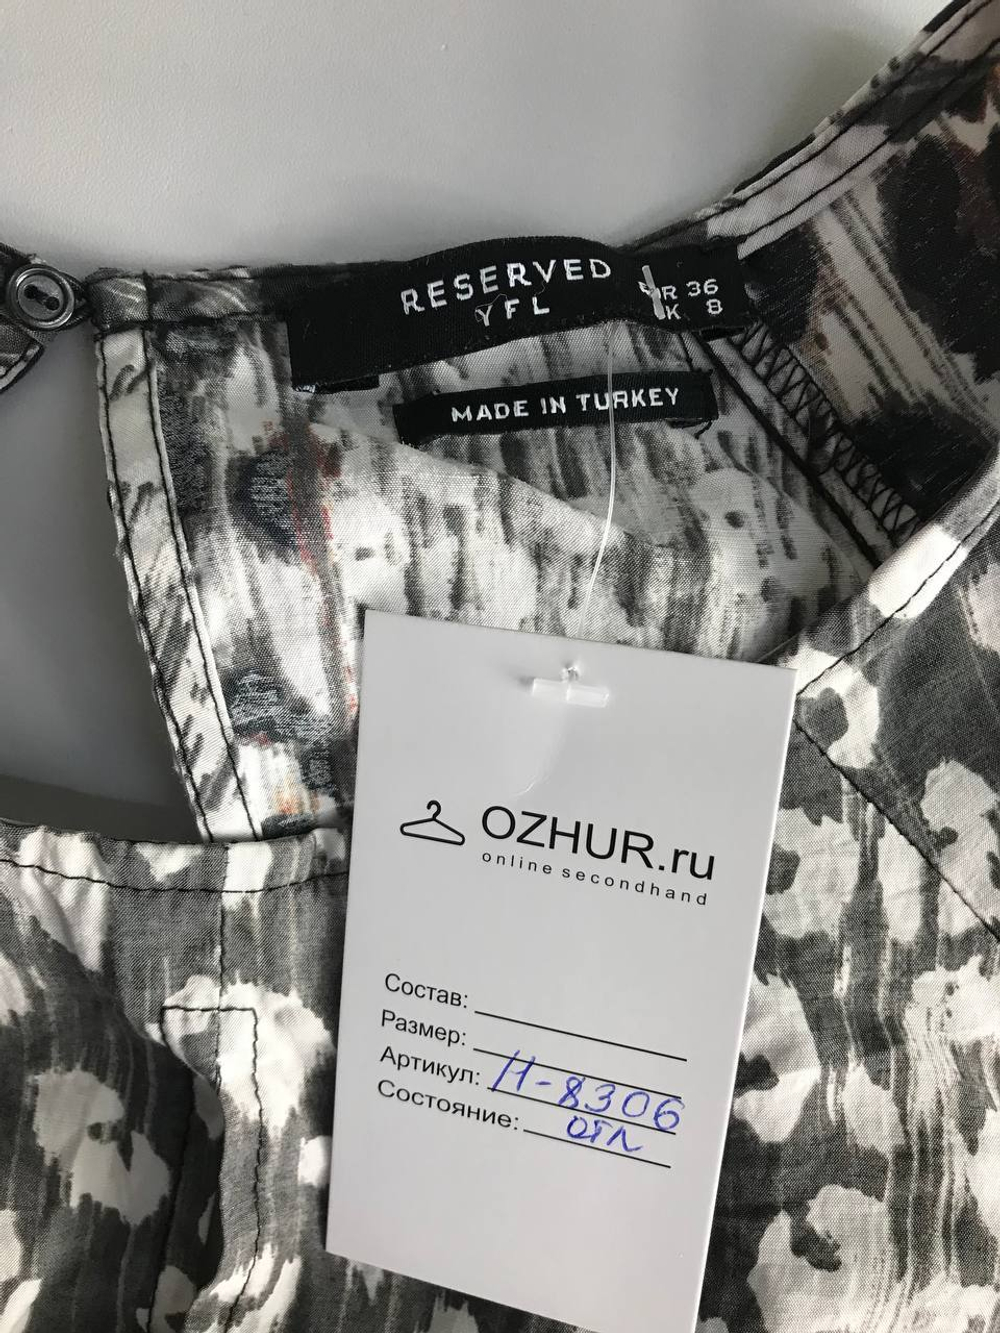 RESERVED
YFL
R 36
K 8
MADE IN TURKEY
OZHUR.ru
online secondhand
Состав:
Размер:
Артикул: Н-8306
Состояние: отл